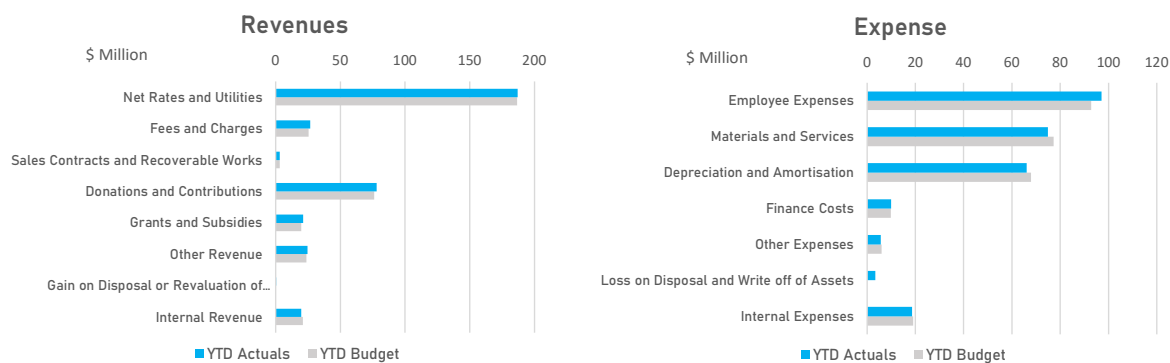 Revenues
$ Million
0 50 100 150 200
Net Rates and Utilities
Fees and Charges
Sales Contracts and Recoverable Works
Donations and Contributions
Grants and Subsidies
Other Revenue
Gain on Disposal or Revaluation of…
Internal Revenue
YTD Actuals YTD Budget
Expense
$ Million
0 20 40 60 80 100 120
Employee Expenses
Materials and Services
Depreciation and Amortisation
Finance Costs
Other Expenses
Loss on Disposal and Write off of Assets
Internal Expenses
YTD Actuals YTD Budget